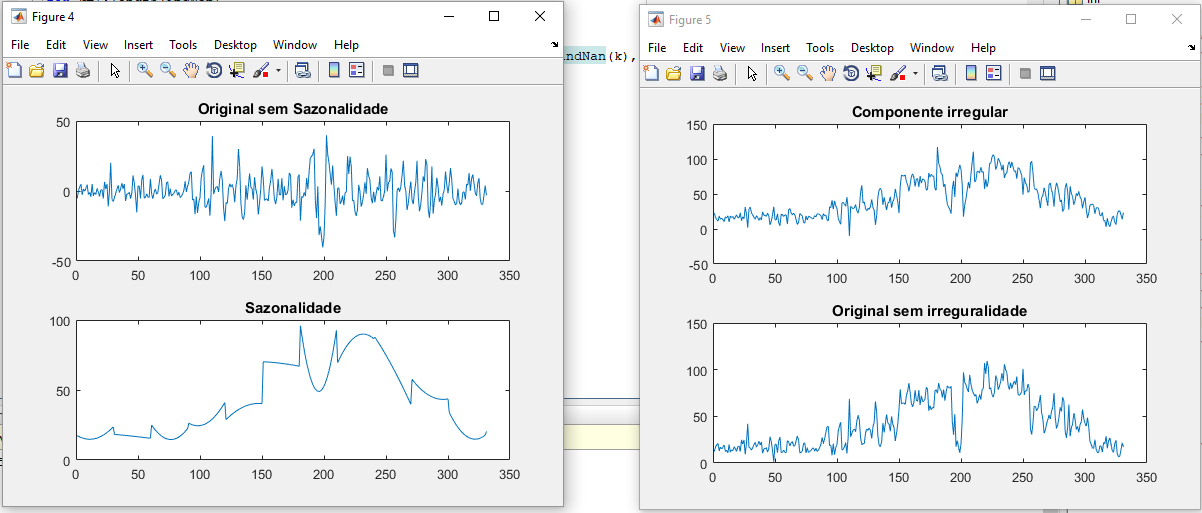 Figure 4
File Edit View Insert Tools Desktop Window Help
Original sem Sazonalidade
50
0
-50
0 50 100 150 200 250 300 350
Sazonalidade
100
50
0
0 50 100 150 200 250 300 350
indNan(k),
Figure 5
File Edit View Insert Tools Desktop Window Help
Componente irregular
150
100
50
0
-50
0 50 100 150 200 250 300 350
Original sem irreguralidade
150
100
50
0
0 50 100 150 200 250 300 350